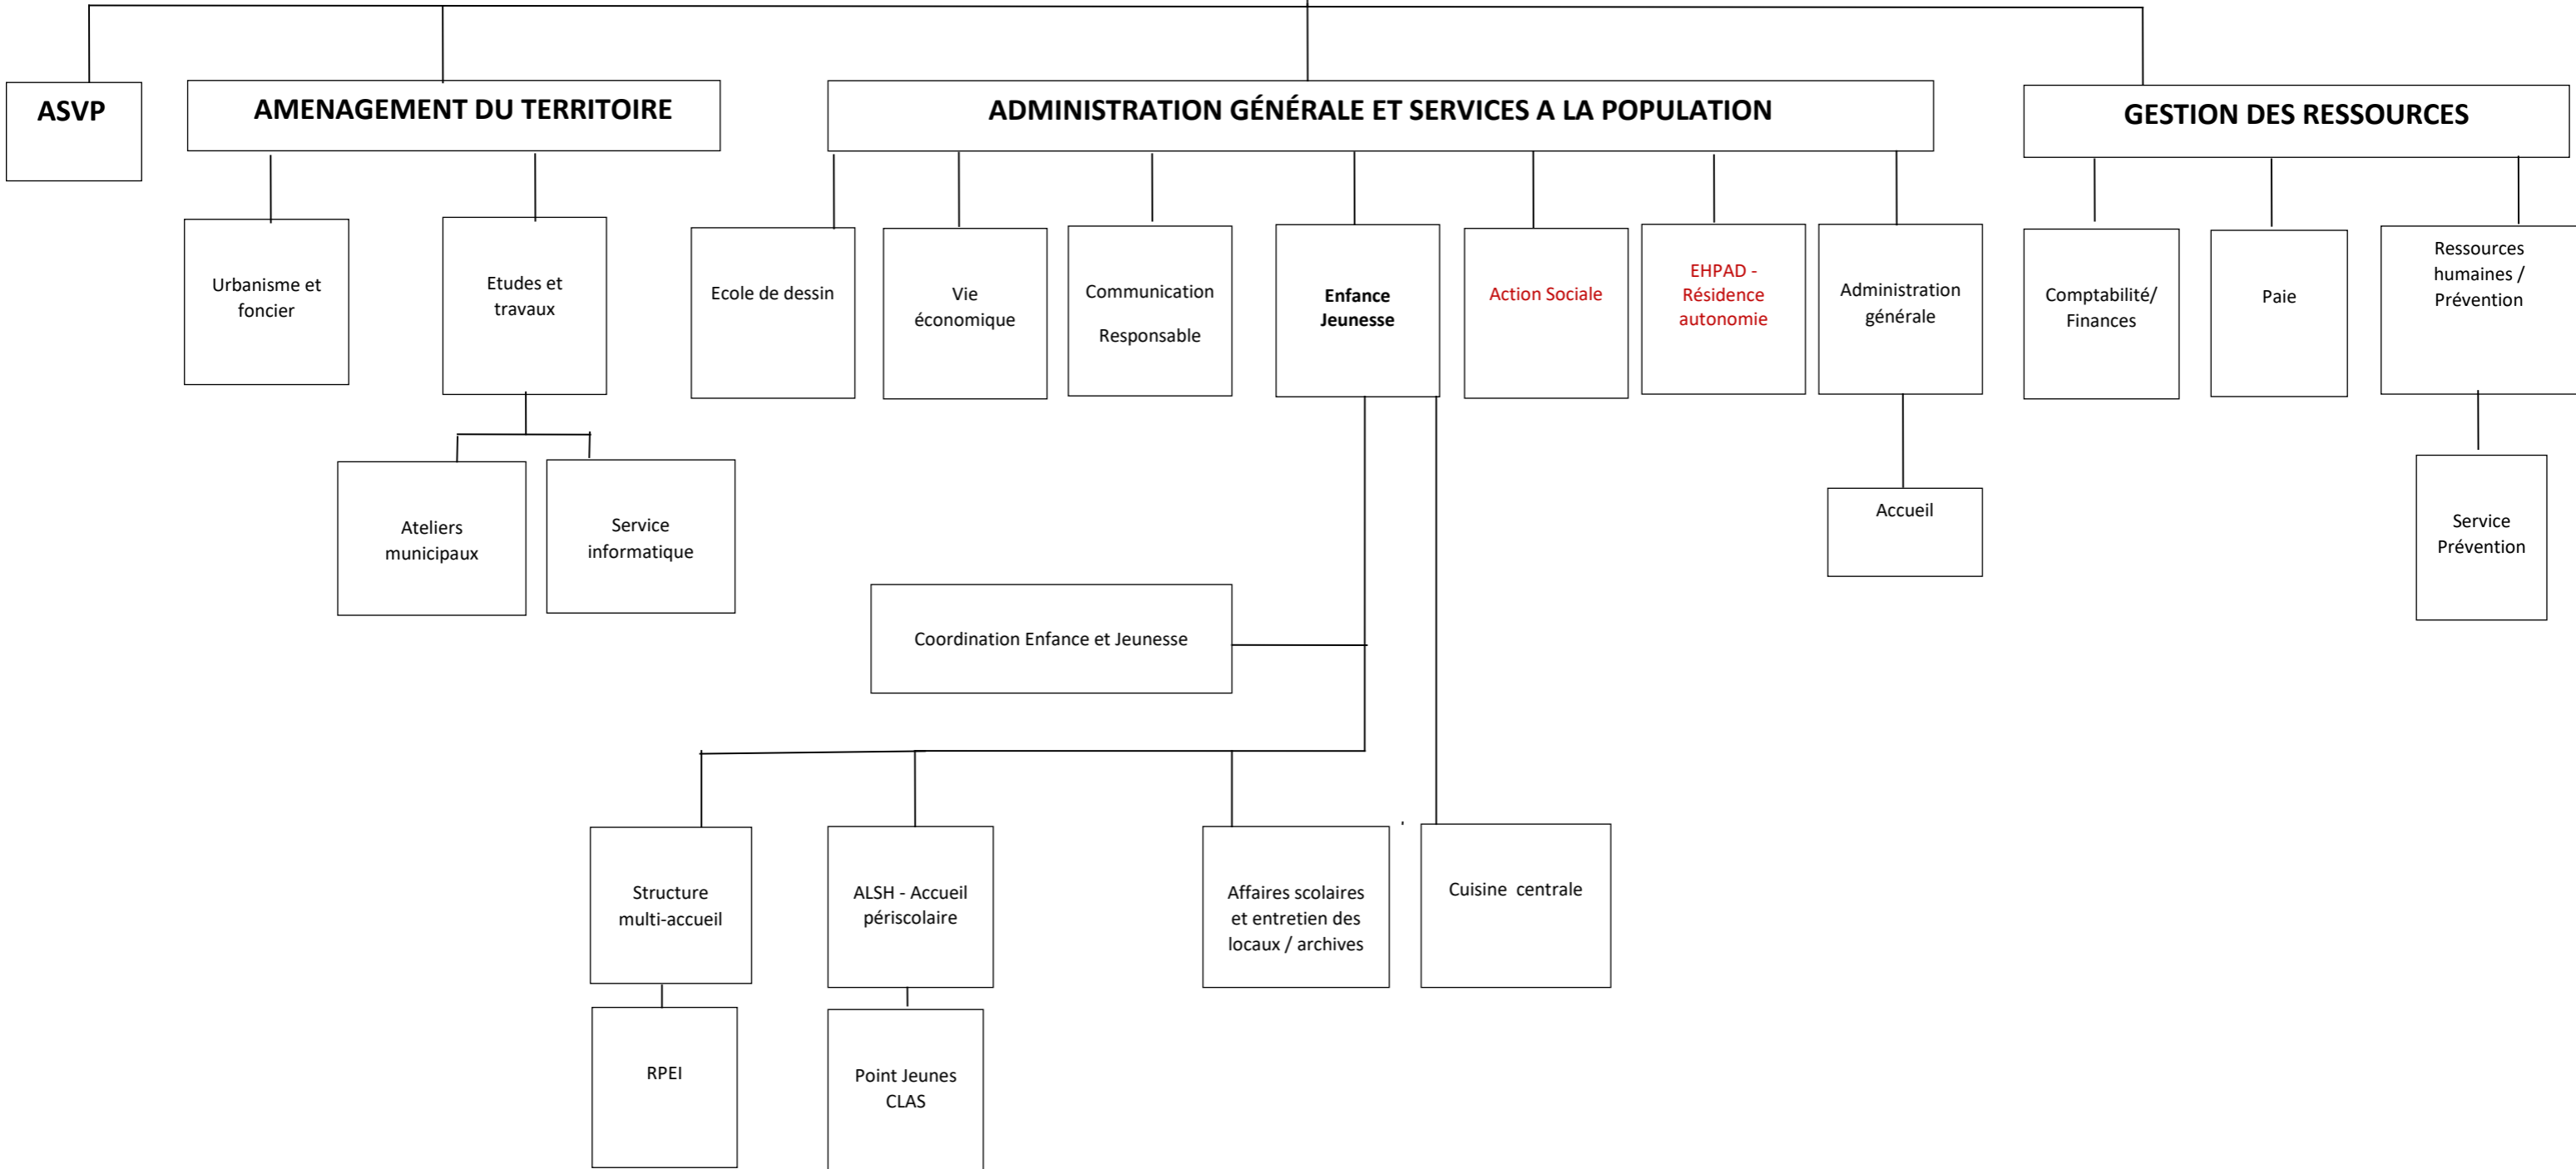 ASVP
AMENAGEMENT DU TERRITOIRE
ADMINISTRATION GÉNÉRALE ET SERVICES A LA POPULATION
GESTION DES RESSOURCES
Urbanisme et
foncier
Etudes et
travaux
Ecole de dessin
Vie
économique
Communication
Responsable
Enfance
Jeunesse
Action Sociale
EHPAD -
Résidence
autonomie
Administration
générale
Comptabilité/
Finances
Paie
Ressources
humaines /
Prévention
Ateliers
municipaux
Service
informatique
Accueil
Service
Prévention
Coordination Enfance et Jeunesse
Structure
multi-accueil
ALSH - Accueil
périscolaire
Affaires scolaires
et entretien des
locaux / archives
Cuisine  centrale
RPEI
Point Jeunes
CLAS